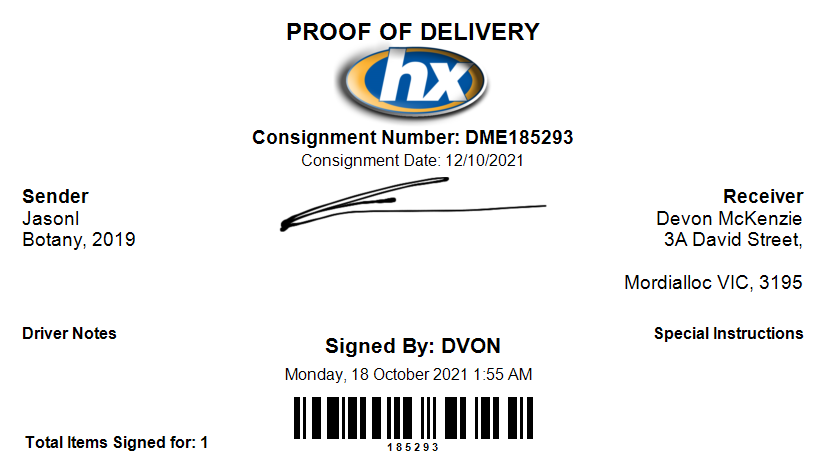 PROOF OF DELIVERY
hx
Consignment Number: DME185293
Consignment Date: 12/10/2021
Sender
JasonI
Botany, 2019
Receiver
Devon McKenzie
3A David Street,
Mordialloc VIC, 3195
Driver Notes
Special Instructions
Signed By: DVON
Monday, 18 October 2021 1:55 AM
185293
Total Items Signed for: 1